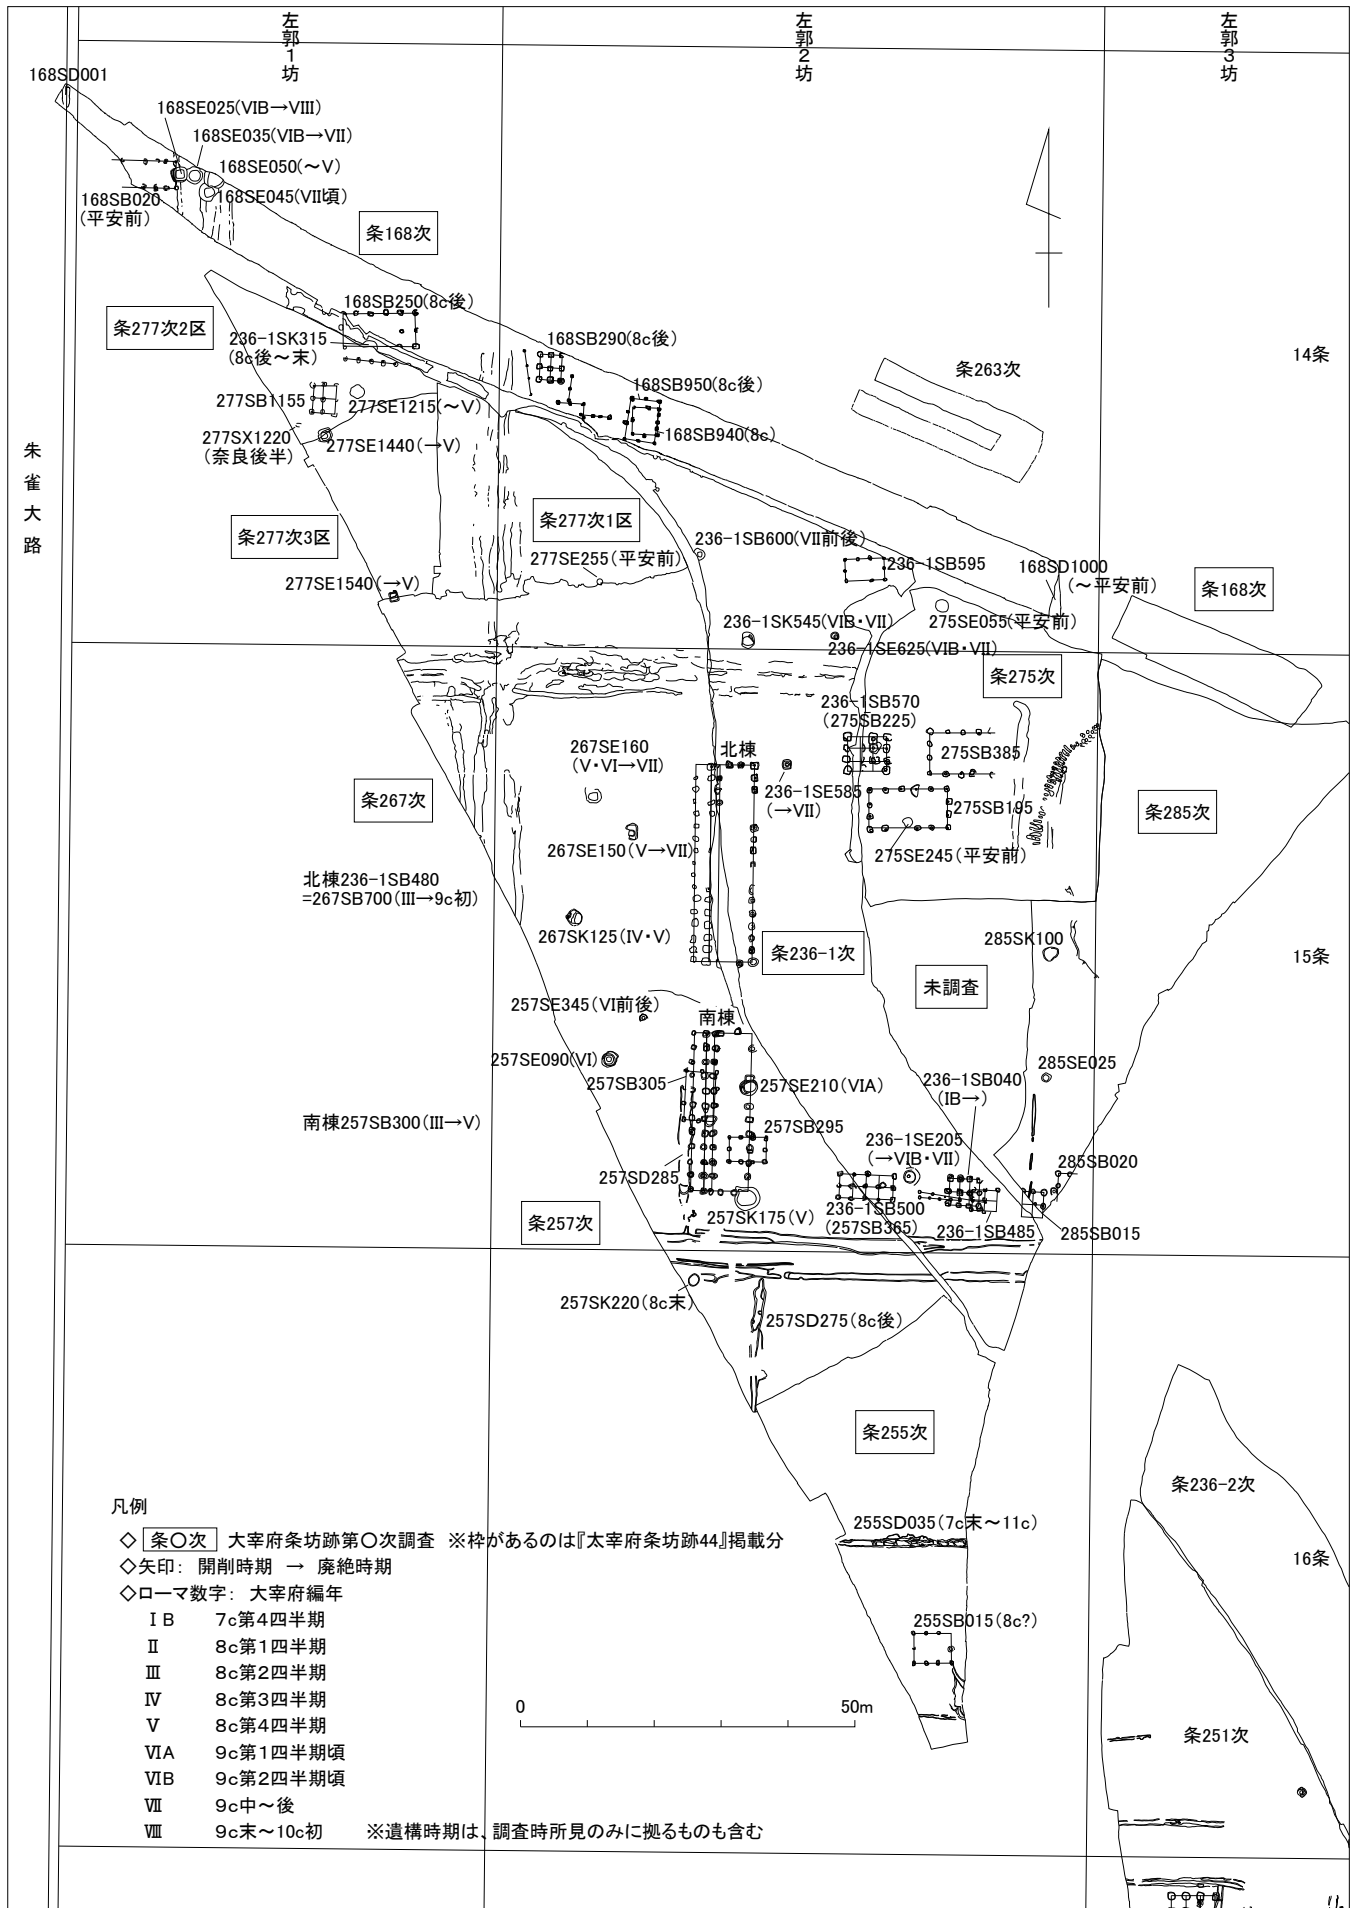 左郭1坊
左郭2坊
左郭3坊
168SD001
168SE025(VIB→VIII)
168SE035(VIB→VII)
168SE050(～V)
168SE045(VII頃)
168SB020
(平安前)
条168次
168SB250(8c後)
条277次2区
236-1SK315
(8c後～末)
168SB290(8c後)
14条
条263次
168SB950(8c後)
277SB1155
277SE1215(～V)
168SB940(8c)
277SX1220
(奈良後半)
277SE1440(→V)
朱雀大路
条277次3区
条277次1区
236-1SB600(VII前後)
277SE255(平安前)
236-1SB595
168SD1000
(～平安前)
277SE1540(→V)
条168次
236-1SK545(VIB・VII)
275SE055(平安前)
236-1SE625(VIB・VII)
条275次
236-1SB570
(275SB225)
267SE160
(V・VI→VII)
北棟
275SB385
条267次
236-1SE585
(→VII)
275SB195
条285次
267SE150(V→VII)
275SE245(平安前)
北棟236-1SB480
=267SB700(III→9c初)
267SK125(IV・V)
条236-1次
285SK100
15条
未調査
257SE345(VI前後)
南棟
257SE090(VI)
285SE025
257SB305
257SE210(VIA)
236-1SB040
(IB→)
南棟257SB300(III→V)
257SB295
236-1SE205
(→VIB・VII)
257SD285
285SB020
257SK175(V)
236-1SB500
(257SB365)
条257次
236-1SB485
285SB015
257SK220(8c末)
257SD275(8c後)
条255次
条236-2次
凡例
◇ 条〇次 大宰府条坊跡第〇次調査 ※枠があるのは『太宰府条坊跡44』掲載分
255SD035(7c末～11c)
◇矢印: 開削時期 → 廃絶時期
16条
◇ローマ数字: 大宰府編年
ⅠB 7c第4四半期
255SB015(8c?)
Ⅱ 8c第1四半期
Ⅲ 8c第2四半期
Ⅳ 8c第3四半期
0 50m
Ⅴ 8c第4四半期
条251次
ⅥA 9c第1四半期頃
ⅥB 9c第2四半期頃
Ⅶ 9c中～後
Ⅷ 9c末～10c初 ※遺構時期は、調査時所見のみに拠るものも含む